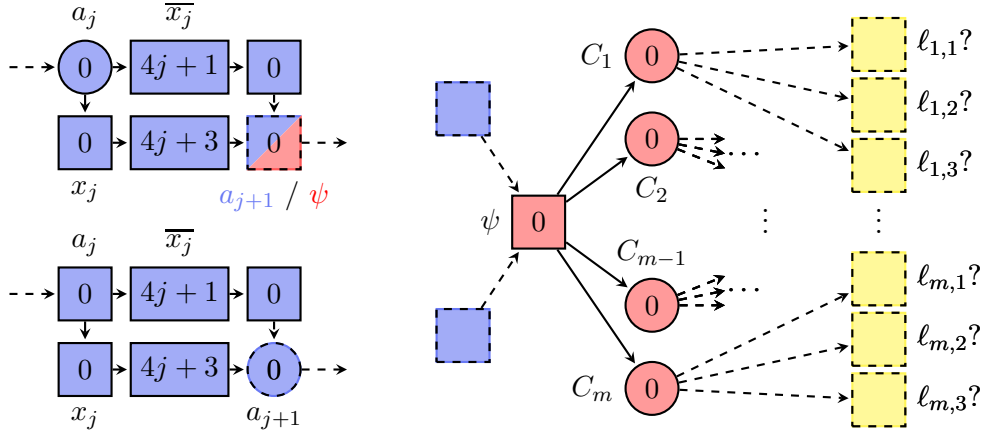 a_j \overline{x_j}
0 4j + 1 0
0 4j + 3 0
x_j a_{j+1} / ψ
a_j \overline{x_j}
0 4j + 1 0
0 4j + 3 0
x_j a_{j+1}
ψ 0
C_1 0
0
C_2
...
C_{m−1}
0
...
C_m 0
ℓ_{1,1}?
ℓ_{1,2}?
ℓ_{1,3}?
⋮ ⋮
ℓ_{m,1}?
ℓ_{m,2}?
ℓ_{m,3}?